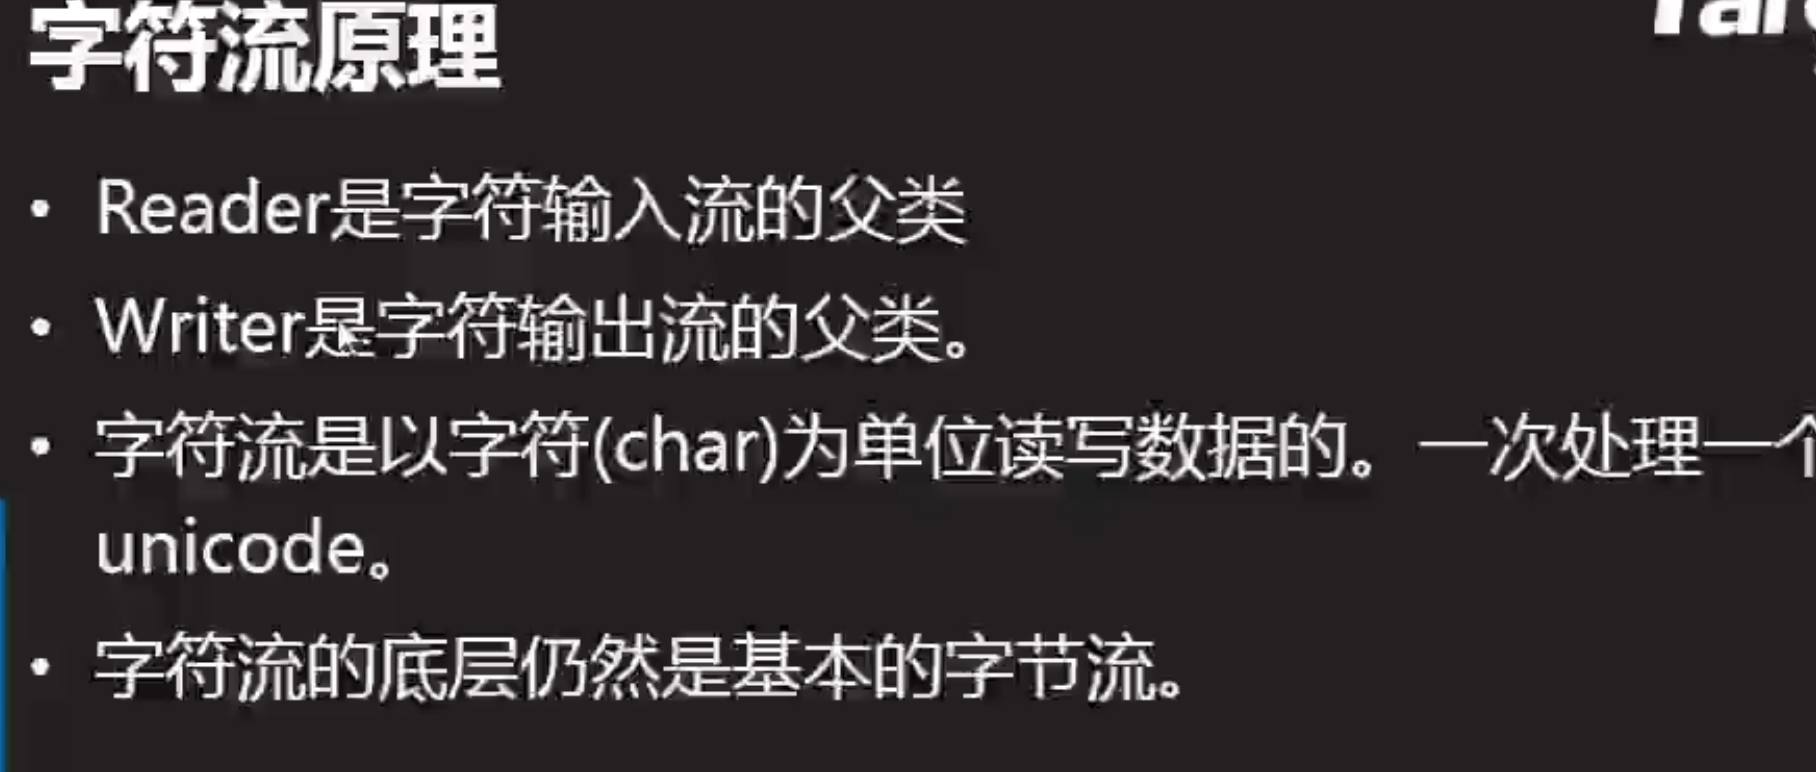 字符流原理
• Reader是字符输入流的父类
• Writer是字符输出流的父类。
• 字符流是以字符(char)为单位读写数据的。一次处理一个
unicode。
• 字符流的底层仍然是基本的字节流。